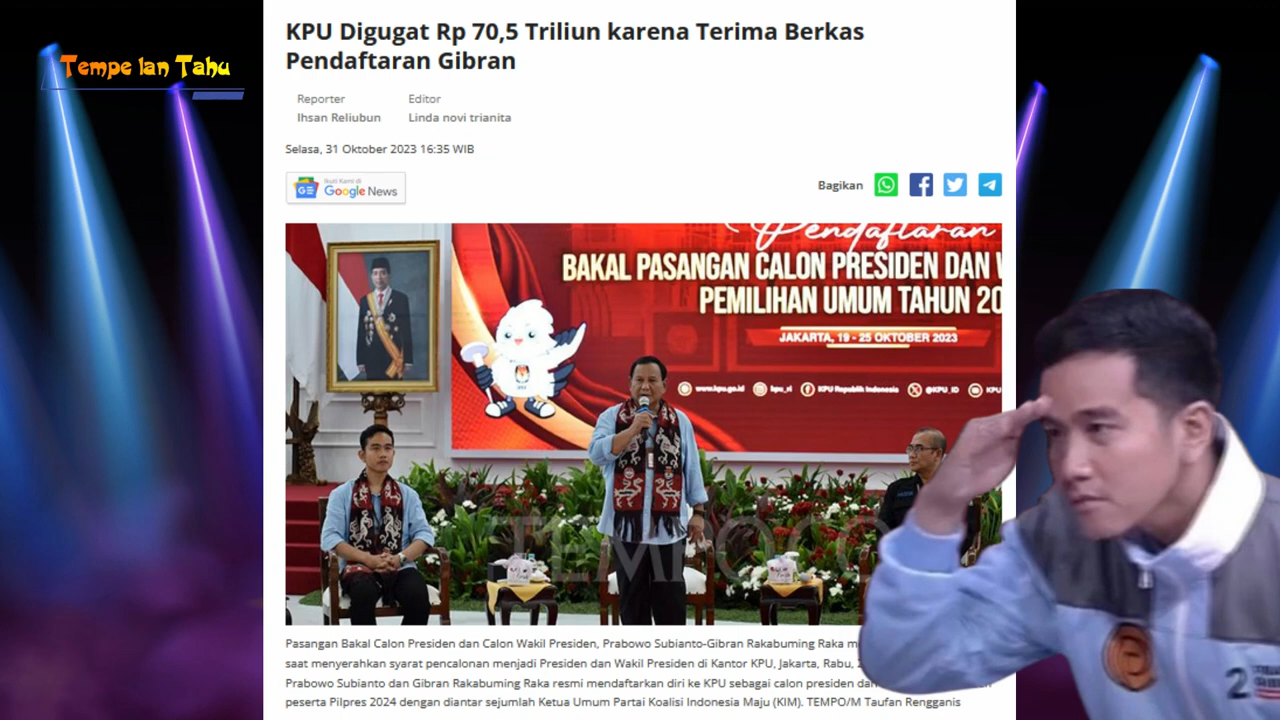 Tempe lan Tahu
KPU Digugat Rp 70,5 Triliun karena Terima Berkas
Pendaftaran Gibran
Reporter Editor
Ihsan Reliubun Linda novi trianita
Selasa, 31 Oktober 2023 16:35 WIB
Ikuti Kami di
GE Google News
Bagikan
Pendaftaran
BAKAL PASANGAN CALON PRESIDEN DAN
PEMILIHAN UMUM TAHUN 20
JAKARTA, 19 - 25 OKTOBER 2023
www.kpu.go.id kpu_ri KPU Republik Indonesia @KPU_ID KPU
TEMPO.CO
Pasangan Bakal Calon Presiden dan Calon Wakil Presiden, Prabowo Subianto-Gibran Rakabuming Raka
saat menyerahkan syarat pencalonan menjadi Presiden dan Wakil Presiden di Kantor KPU, Jakarta, Rabu,
Prabowo Subianto dan Gibran Rakabuming Raka resmi mendaftarkan diri ke KPU sebagai calon presiden
peserta Pilpres 2024 dengan diantar sejumlah Ketua Umum Partai Koalisi Indonesia Maju (KIM). TEMPO/M Taufan Rengganis
2